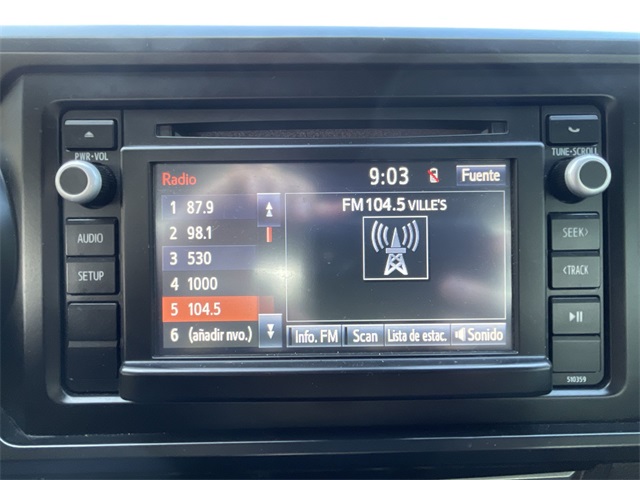 PWR•VOL
TUNE•SCROLL
Radio
9:03
Fuente
1 87.9
2 98.1
3 530
4 1000
5 104.5
6 (añadir nvo.)
FM 104.5 VILLE'S
Info. FM
Scan
Lista de estac.
Sonido
AUDIO
SETUP
SEEK>
<TRACK
510359